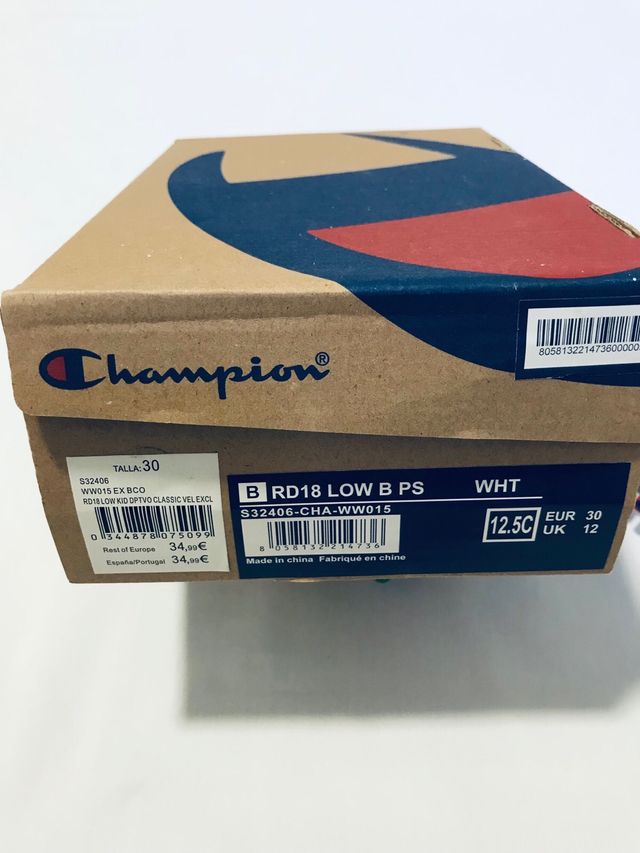 Champion®
8058132214736000000
TALLA: 30
S32406
WW015 EX BCO
RD18 LOW KID DPTVO CLASSIC VEL EXCL
0 344878 075099
Rest of Europe 34,99€
España/Portugal 34,99€
B RD18 LOW B PS WHT
S32406-CHA-WW015
8 058132 214736
Made in china Fabriqué en chine
12.5C
EUR 30
UK 12